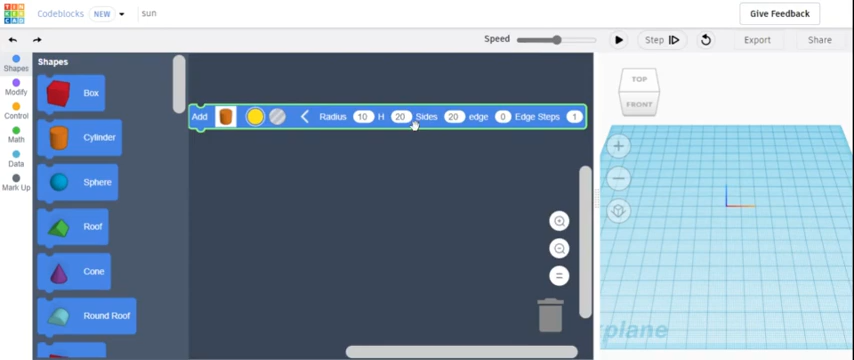 TIN
KER
CAD
Codeblocks NEW sun
Give Feedback
Speed Step Export Share
Shapes
Modify
Control
Math
Data
Mark Up
Shapes
Box
Cylinder
Sphere
Roof
Cone
Round Roof
Add Radius 10 H 20 Sides 20 edge 0 Edge Steps 1
TOP
FRONT
plane